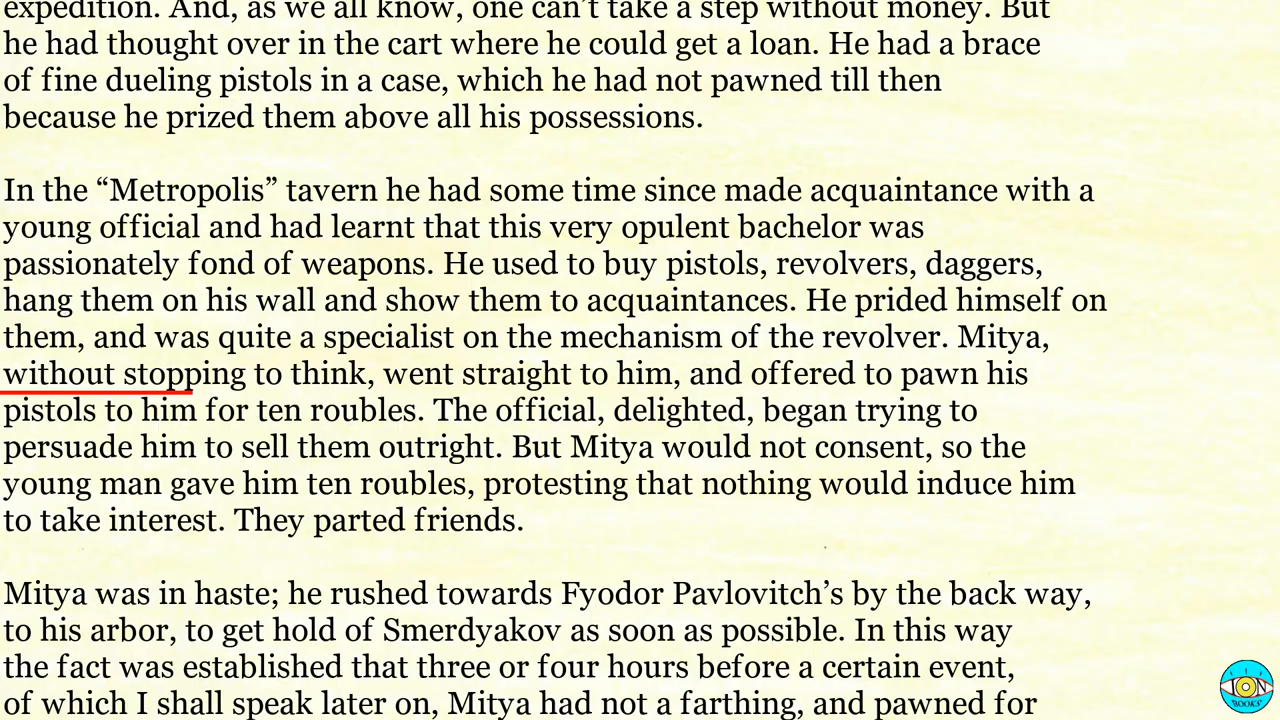 expedition. And, as we all know, one can’t take a step without money. But
he had thought over in the cart where he could get a loan. He had a brace
of fine dueling pistols in a case, which he had not pawned till then
because he prized them above all his possessions.
In the “Metropolis” tavern he had some time since made acquaintance with a
young official and had learnt that this very opulent bachelor was
passionately fond of weapons. He used to buy pistols, revolvers, daggers,
hang them on his wall and show them to acquaintances. He prided himself on
them, and was quite a specialist on the mechanism of the revolver. Mitya,
without stopping to think, went straight to him, and offered to pawn his
pistols to him for ten roubles. The official, delighted, began trying to
persuade him to sell them outright. But Mitya would not consent, so the
young man gave him ten roubles, protesting that nothing would induce him
to take interest. They parted friends.
Mitya was in haste; he rushed towards Fyodor Pavlovitch’s by the back way,
to his arbor, to get hold of Smerdyakov as soon as possible. In this way
the fact was established that three or four hours before a certain event,
of which I shall speak later on, Mitya had not a farthing, and pawned for
ION
BOOKS